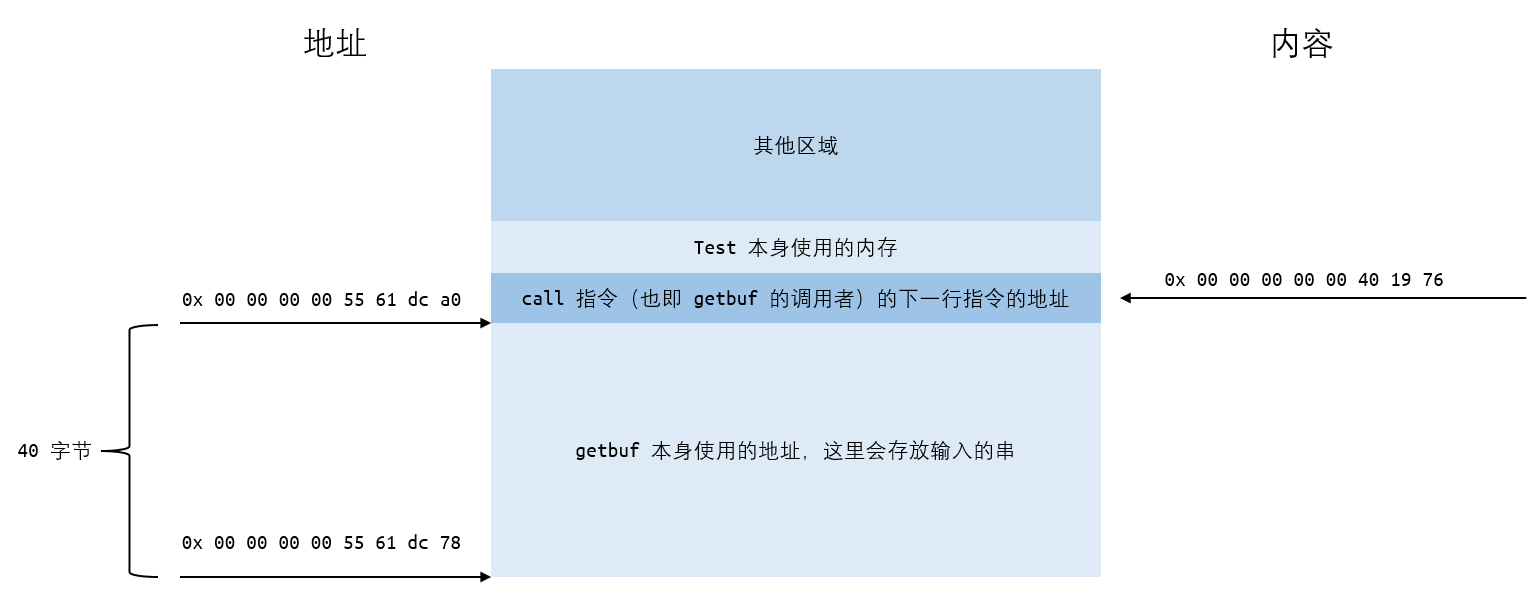 地址
内容
其他区域
Test 本身使用的内存
0x 00 00 00 00 00 40 19 76
0x 00 00 00 00 55 61 dc a0
call 指令（也即 getbuf 的调用者）的下一行指令的地址
40 字节
getbuf 本身使用的地址，这里会存放输入的串
0x 00 00 00 00 55 61 dc 78